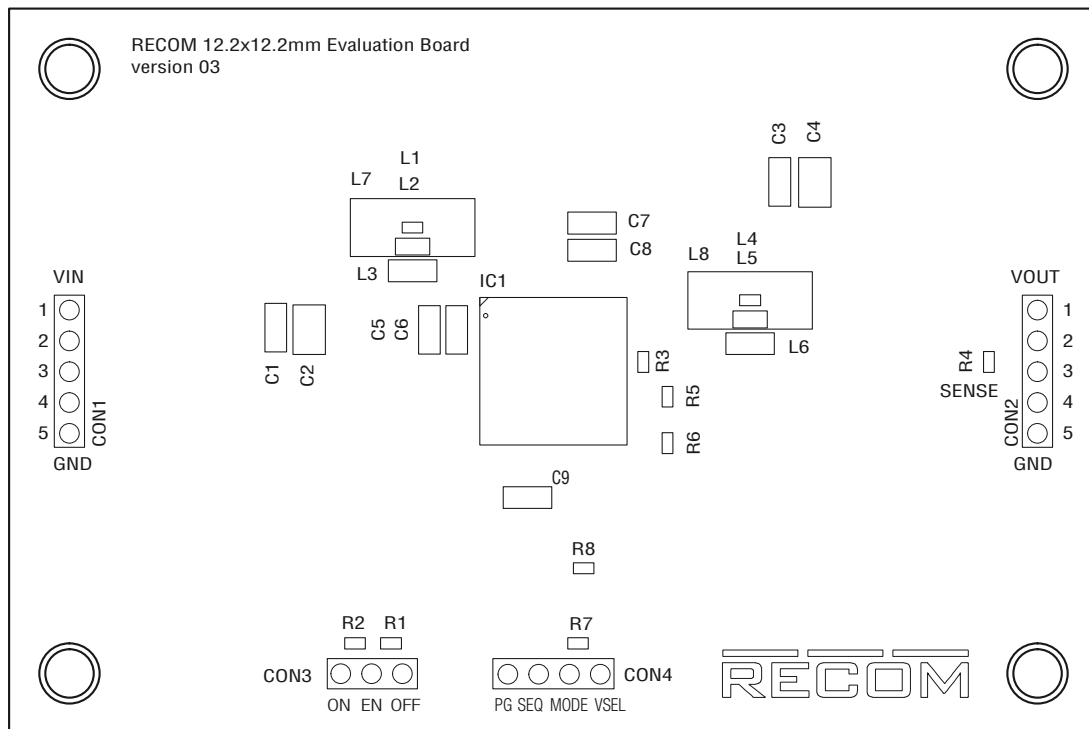 RECOM 12.2x12.2mm Evaluation Board
version 03
C3
C4
L1
L7
L2
C7
C8
L4
L8
L5
L3
IC1
VIN
VOUT
1
2
3
4
5
CON1
GND
C1
C2
C5
C6
R3
L6
R5
R6
R4
SENSE
1
2
3
4
5
CON2
GND
C9
R8
R2
R1
R7
CON3
CON4
ON EN OFF
PG SEQ MODE VSEL
RECOM